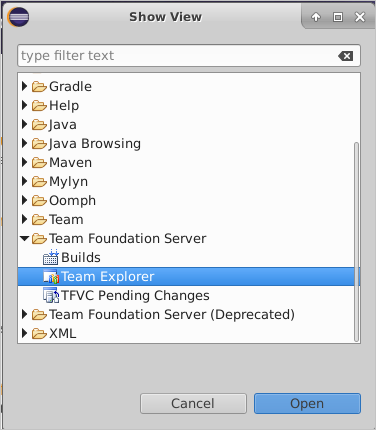 Show View
type filter text
Gradle
Help
Java
Java Browsing
Maven
Mylyn
Oomph
Team
Team Foundation Server
Builds
Team Explorer
TFVC Pending Changes
Team Foundation Server (Deprecated)
XML
Cancel
Open